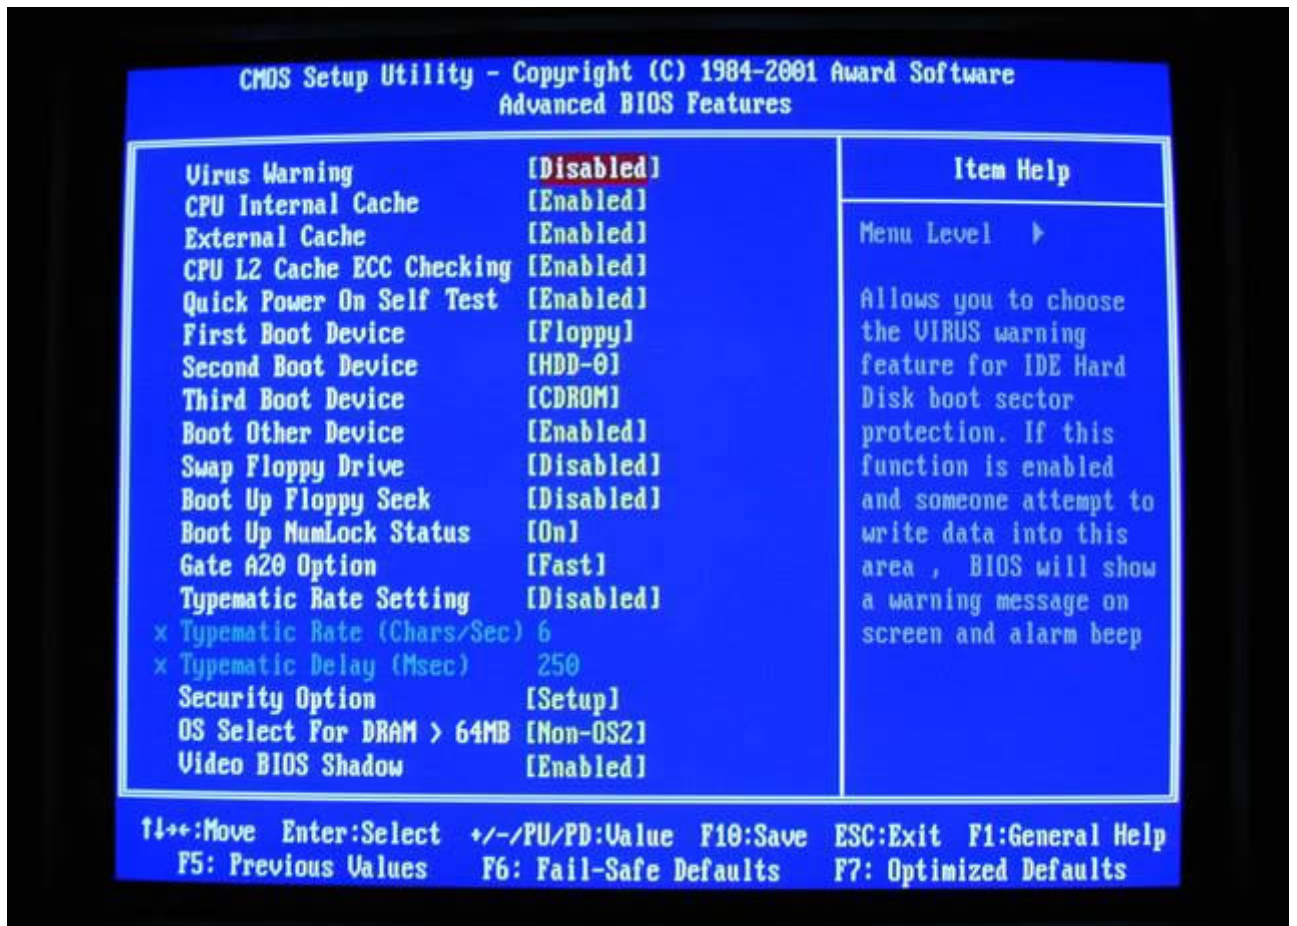 CMOS Setup Utility - Copyright (C) 1984-2001 Award Software
Advanced BIOS Features
Virus Warning [Disabled]
CPU Internal Cache [Enabled]
External Cache [Enabled]
CPU L2 Cache ECC Checking [Enabled]
Quick Power On Self Test [Enabled]
First Boot Device [Floppy]
Second Boot Device [HDD-0]
Third Boot Device [CDROM]
Boot Other Device [Enabled]
Swap Floppy Drive [Disabled]
Boot Up Floppy Seek [Disabled]
Boot Up NumLock Status [On]
Gate A20 Option [Fast]
Typematic Rate Setting [Disabled]
x Typematic Rate (Chars/Sec) 6
x Typematic Delay (Msec) 250
Security Option [Setup]
OS Select For DRAM > 64MB [Non-OS2]
Video BIOS Shadow [Enabled]
Item Help
Menu Level ▶
Allows you to choose
the VIRUS warning
feature for IDE Hard
Disk boot sector
protection. If this
function is enabled
and someone attempt to
write data into this
area , BIOS will show
a warning message on
screen and alarm beep
↑↓→←:Move Enter:Select +/-/PU/PD:Value F10:Save ESC:Exit F1:General Help
F5: Previous Values F6: Fail-Safe Defaults F7: Optimized Defaults